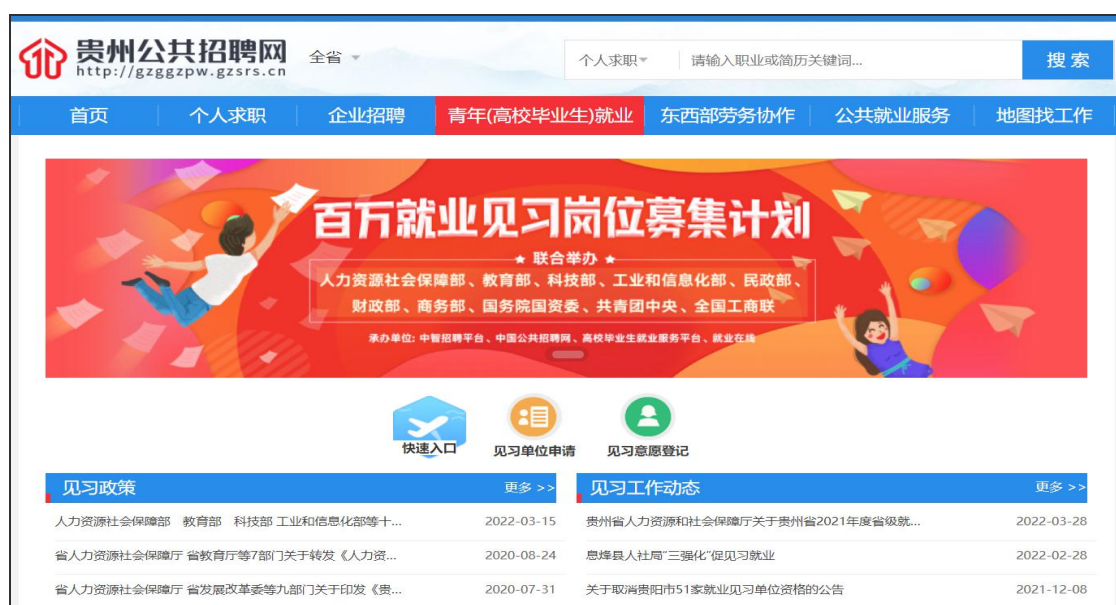 贵州公共招聘网
http://gzggzpw.gzsrs.cn
全省
个人求职
请输入职业或简历关键词...
搜索
首页
个人求职
企业招聘
青年(高校毕业生)就业
东西部劳务协作
公共就业服务
地图找工作
百万就业见习岗位募集计划
★ 联合举办 ★
人力资源社会保障部、教育部、科技部、工业和信息化部、民政部、
财政部、商务部、国务院国资委、共青团中央、全国工商联
承办单位: 中智招聘平台、中国公共招聘网、高校毕业生就业服务平台、就业在线
快速入口
见习单位申请
见习意愿登记
见习政策
更多 >>
人力资源社会保障部 教育部 科技部 工业和信息化部等十...
2022-03-15
省人力资源社会保障厅 省教育厅等7部门关于转发《人力资...
2020-08-24
省人力资源社会保障厅 省发展改革委等九部门关于印发《贵...
2020-07-31
见习工作动态
更多 >>
贵州省人力资源和社会保障厅关于贵州省2021年度省级就...
2022-03-28
息烽县人社局“三强化”促见习就业
2022-02-28
关于取消贵阳市51家就业见习单位资格的公告
2021-12-08